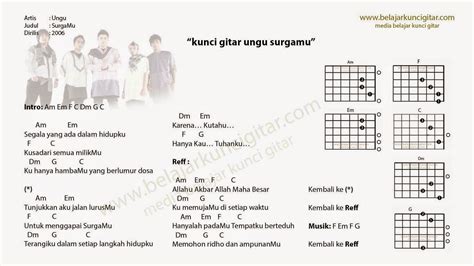 Artis : Ungu
Judul : SurgaMu
Dirilis : 2006
www.belajarkuncigitar.com
media belajar kunci gitar
“kunci gitar ungu surgamu”
Intro: Am Em F C Dm G C
Am Em
Segala yang ada dalam hidupku
F G
Kusadari semua milikMu
Dm G C
Ku hanya hambaMu yang berlumur dosa
(*)
Am Em
Tunjukkan aku jalan lurusMu
F C
Untuk menggapai SurgaMu
Dm G C
Terangiku dalam setiap langkah hidupku
Dm Em
Karena… Kutahu…
F G
Hanya Kau… Tuhanku…
Reff :
Am Em F C
Allahu Akbar Allah Maha Besar
Dm G C
Ku memujaMu di setiap waktu
Am Em F C
Hanyalah padaMu Tempatku berteduh
Dm G C
Memohon ridho dan ampunanMu
Kembali ke (*)
Kembali ke Reff
Musik: F Em F G
Kembali ke Reff
Am
F
Em
C
Dm
G
www.belajarkuncigitar.com
media belajar kunci gitar